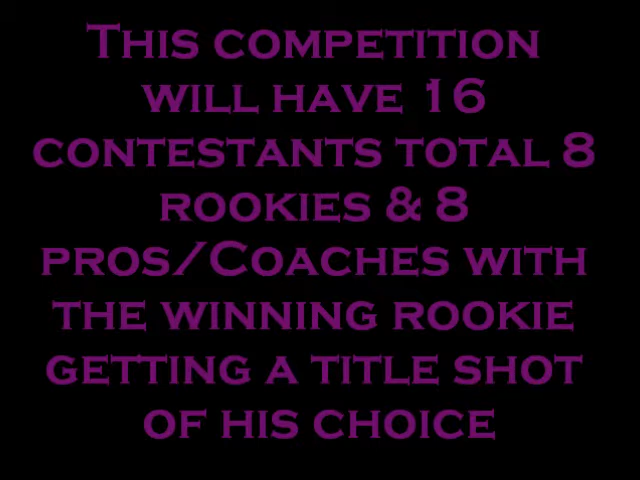 This competition
will have 16
contestants total 8
rookies & 8
pros/Coaches with
the winning rookie
getting a title shot
of his choice